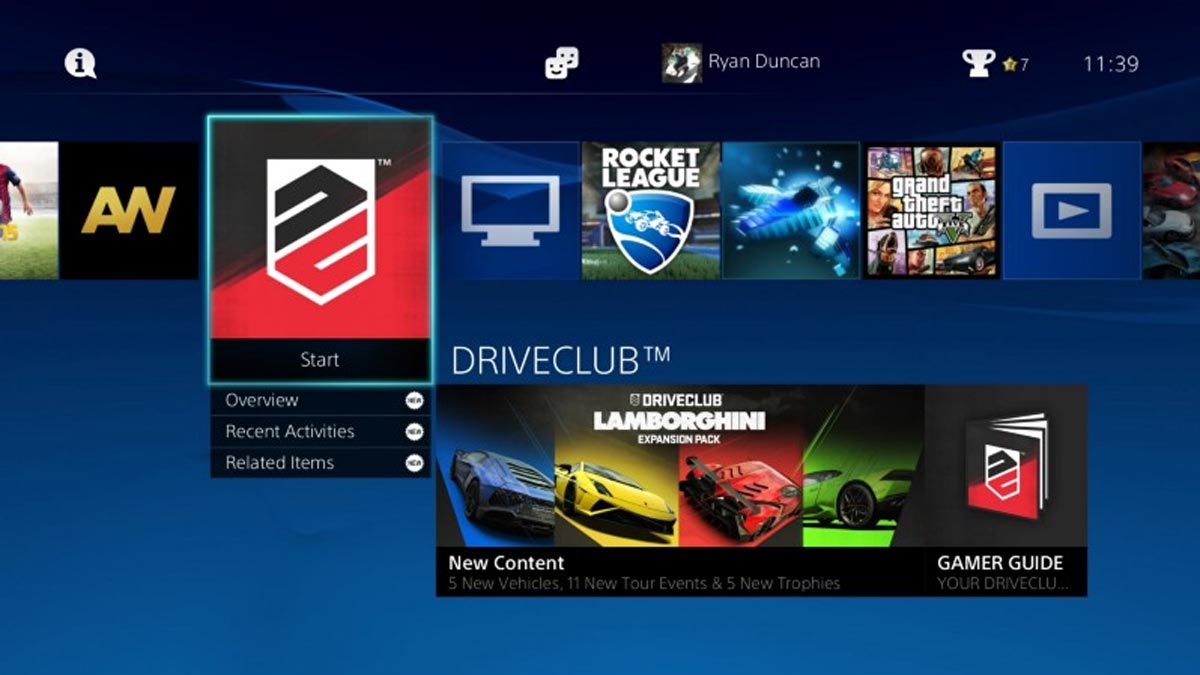 Ryan Duncan
7
11:39
15
AW
™
ROCKET
LEAGUE
grand
theft
auto
V
Start
DRIVECLUB™
Overview
NEW
Recent Activities
NEW
Related Items
NEW
DRIVECLUB
LAMBORGHINI
EXPANSION PACK
New Content
5 New Vehicles, 11 New Tour Events & 5 New Trophies
GAMER GUIDE
YOUR DRIVECLU...